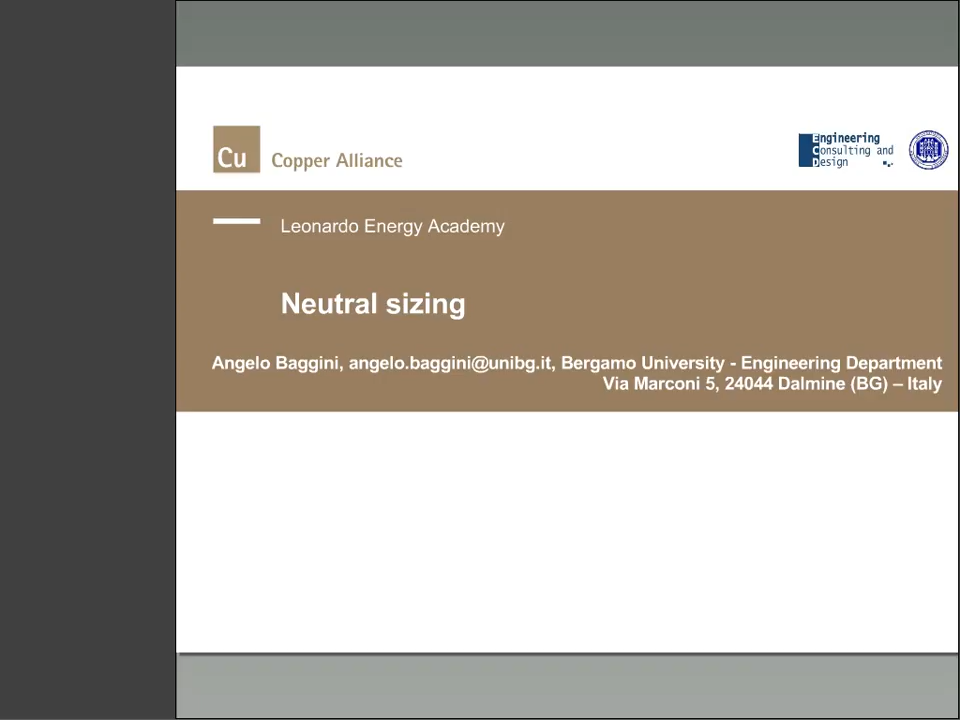 Cu
Copper Alliance
Engineering
Consulting and
Design
Leonardo Energy Academy
Neutral sizing
Angelo Baggini, angelo.baggini@unibg.it, Bergamo University - Engineering Department
Via Marconi 5, 24044 Dalmine (BG) – Italy